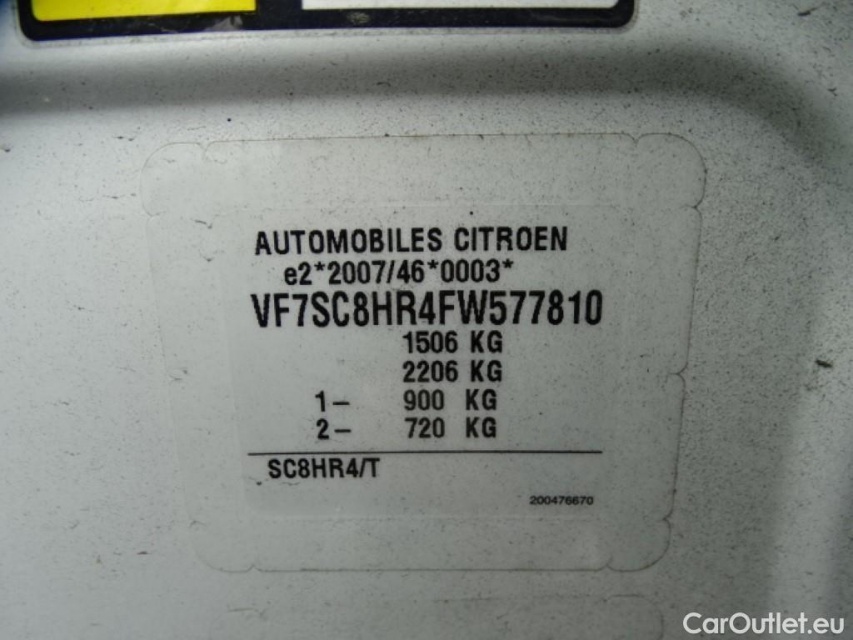 AUTOMOBILES CITROEN
e2*2007/46*0003*
VF7SC8HR4FW577810
1506 KG
2206 KG
1- 900 KG
2- 720 KG
SC8HR4/T
200476670
CarOutlet.eu